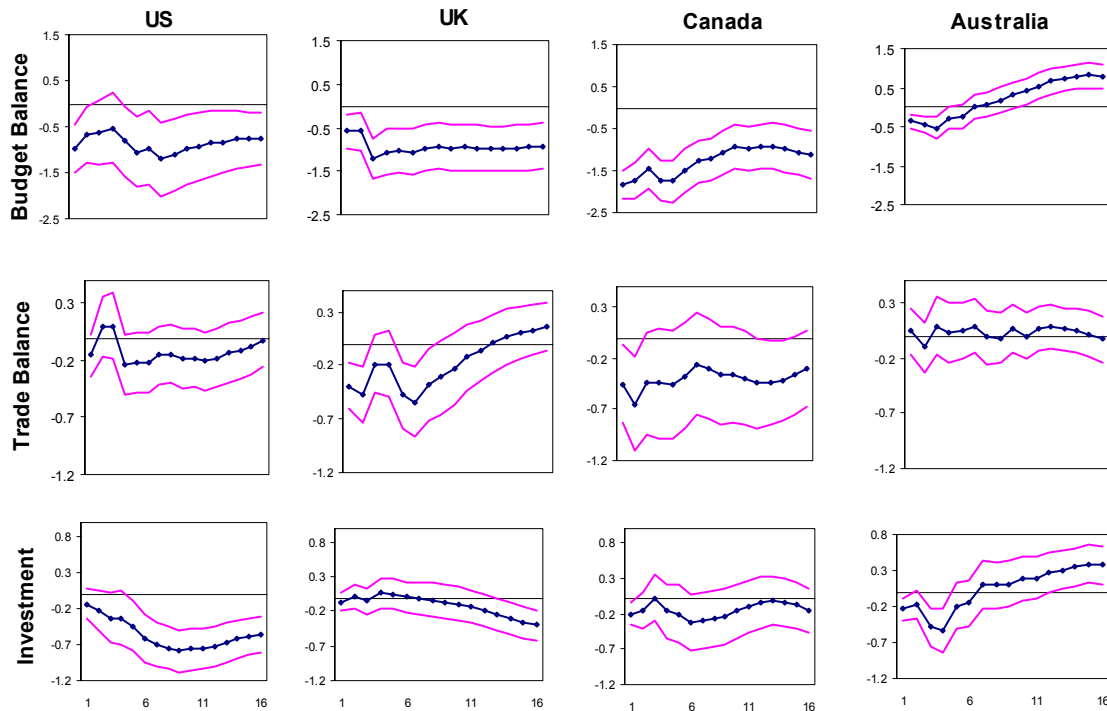 US UK Canada Australia
Budget Balance
1.5 1.5 1.5 1.5
0.5 0.5 0.5 0.5
-0.5 -0.5 -0.5 -0.5
-1.5 -1.5 -1.5 -1.5
-2.5 -2.5 -2.5 -2.5
Trade Balance
0.3 0.3 0.3 0.3
-0.2 -0.2 -0.2 -0.2
-0.7 -0.7 -0.7 -0.7
-1.2 -1.2 -1.2 -1.2
Investment
0.8 0.8 0.8 0.8
0.3 0.3 0.3 0.3
-0.2 -0.2 -0.2 -0.2
-0.7 -0.7 -0.7 -0.7
-1.2 -1.2 -1.2 -1.2
1 6 11 16 1 6 11 16 1 6 11 16 1 6 11 16